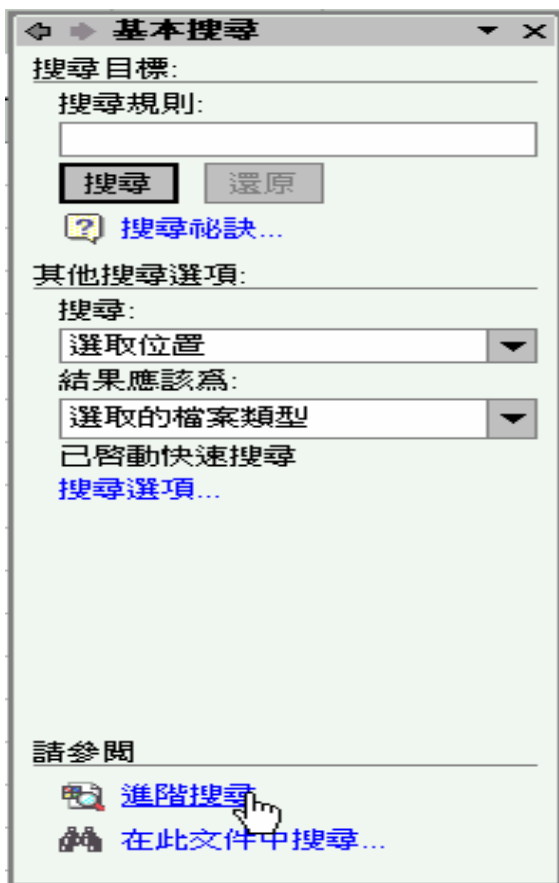 基本搜尋
搜尋目標:
搜尋規則:
搜尋
還原
搜尋祕訣...
其他搜尋選項:
搜尋:
選取位置
結果應該為:
選取的檔案類型
已啓動快速搜尋
搜尋選項...
請參閱
進階搜尋
在此文件中搜尋...